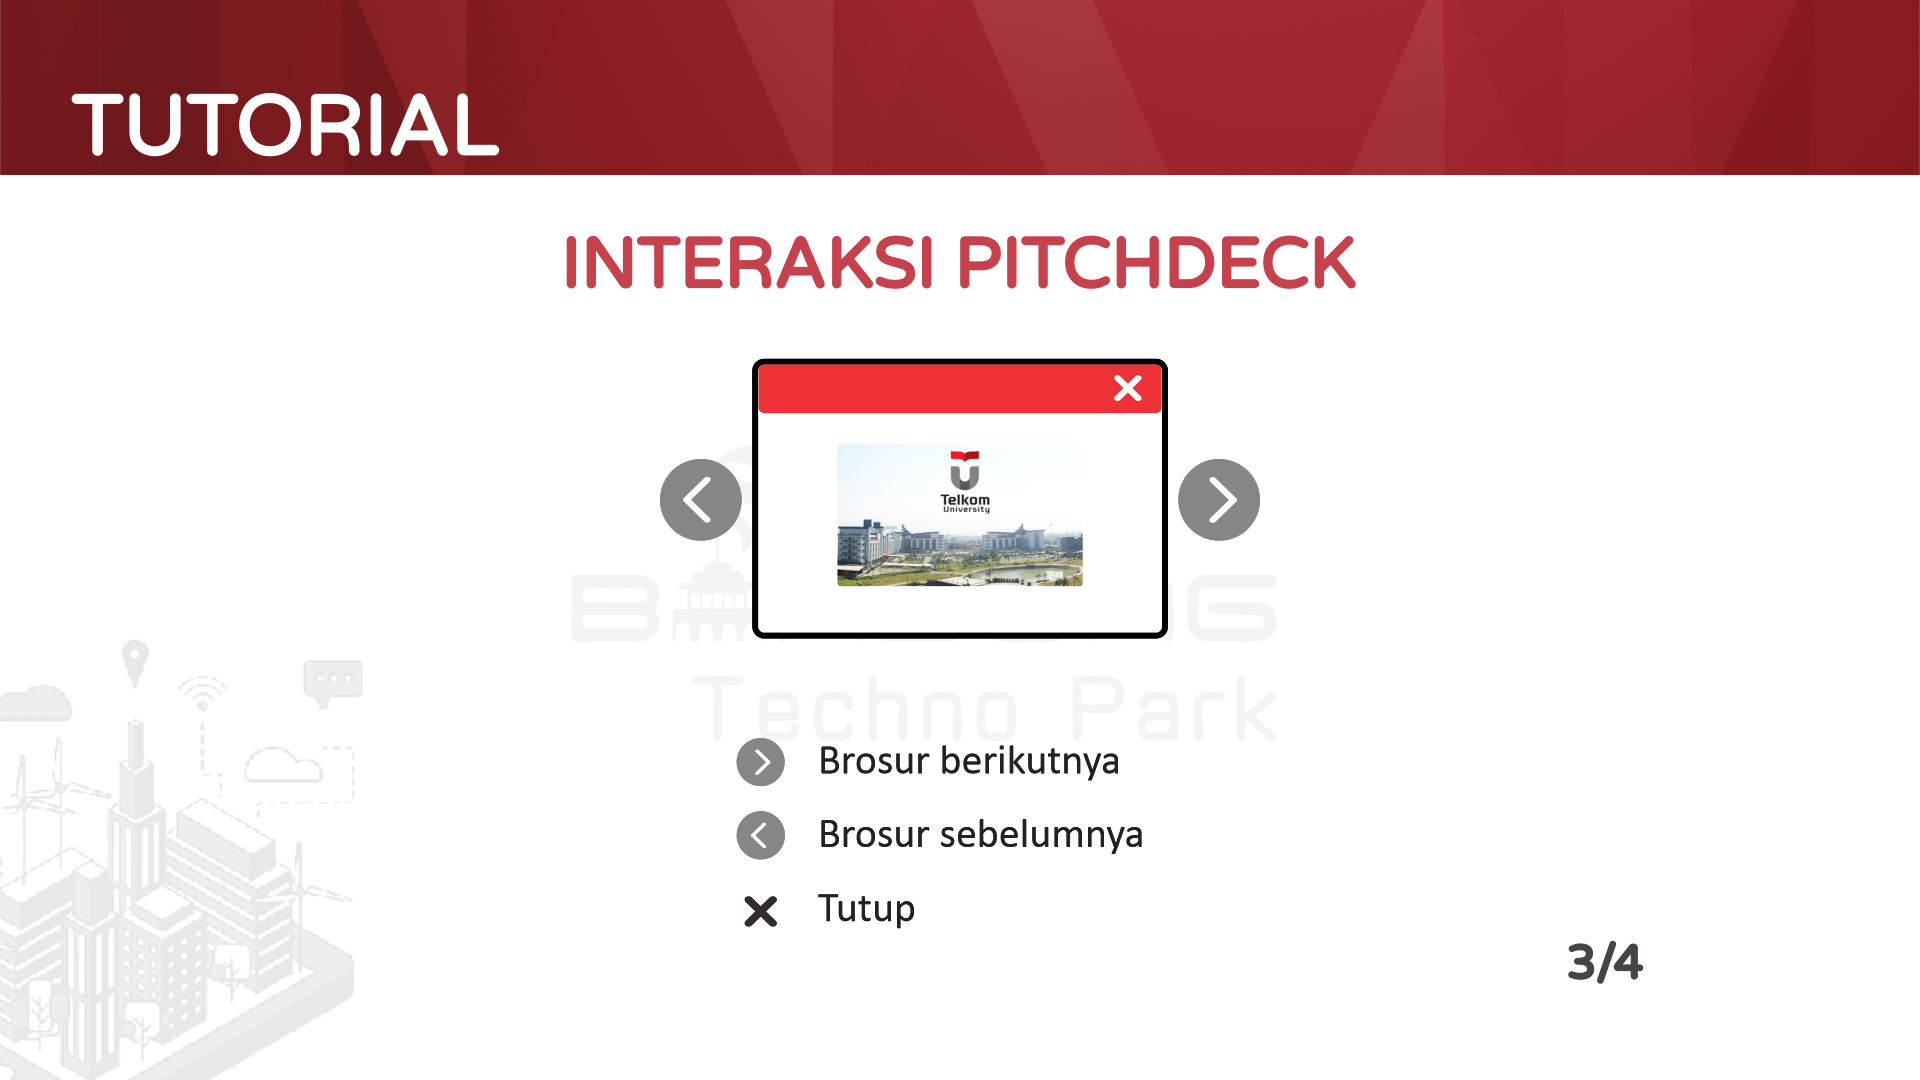 TUTORIAL
INTERAKSI PITCHDECK
Telkom
University
Techno Park
Brosur berikutnya
Brosur sebelumnya
Tutup
3/4